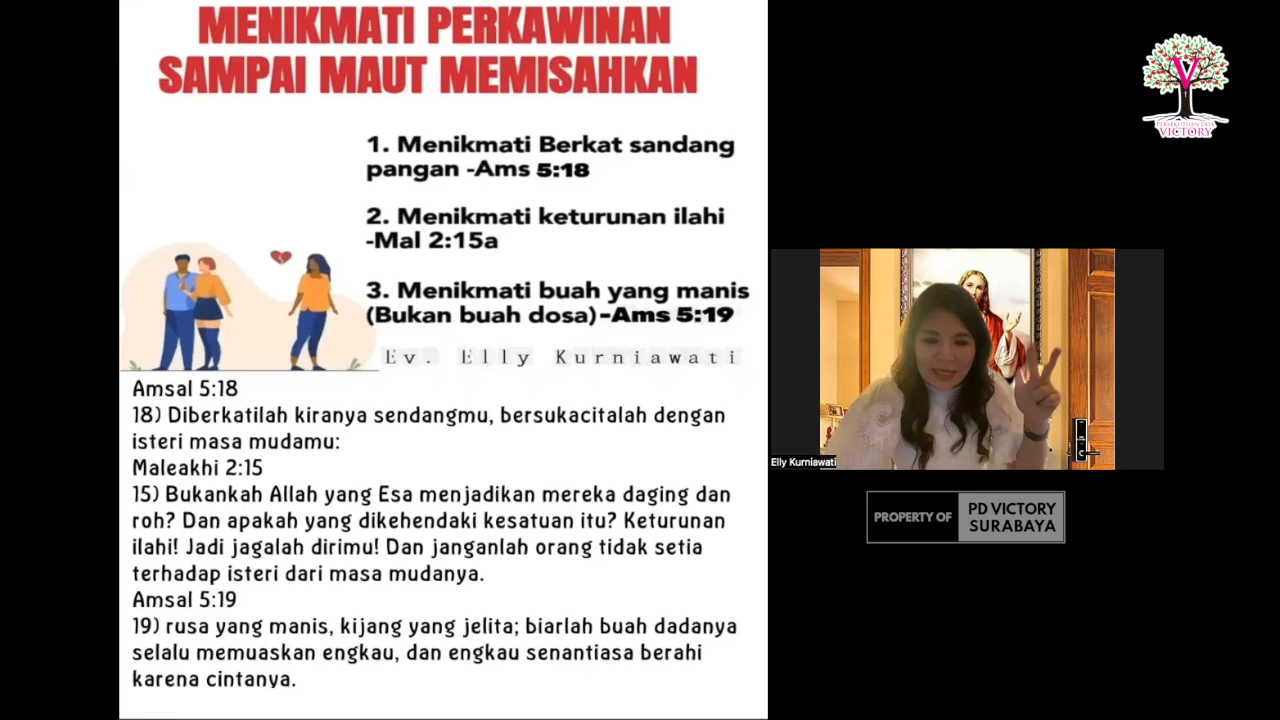 MENIKMATI PERKAWINAN
SAMPAI MAUT MEMISAHKAN
1. Menikmati Berkat sandang
pangan -Ams 5:18
2. Menikmati keturunan ilahi
-Mal 2:15a
3. Menikmati buah yang manis
(Bukan buah dosa)-Ams 5:19
Ev. Elly Kurniawati
Amsal 5:18
18) Diberkatilah kiranya sendangmu, bersukacitalah dengan
isteri masa mudamu:
Maleakhi 2:15
15) Bukankah Allah yang Esa menjadikan mereka daging dan
roh? Dan apakah yang dikehendaki kesatuan itu? Keturunan
ilahi! Jadi jagalah dirimu! Dan janganlah orang tidak setia
terhadap isteri dari masa mudanya.
Amsal 5:19
19) rusa yang manis, kijang yang jelita; biarlah buah dadanya
selalu memuaskan engkau, dan engkau senantiasa berahi
karena cintanya.
V
PERSEKUTUAN DOA
VICTORY
Elly Kurniawati
PROPERTY OF
PD VICTORY
SURABAYA